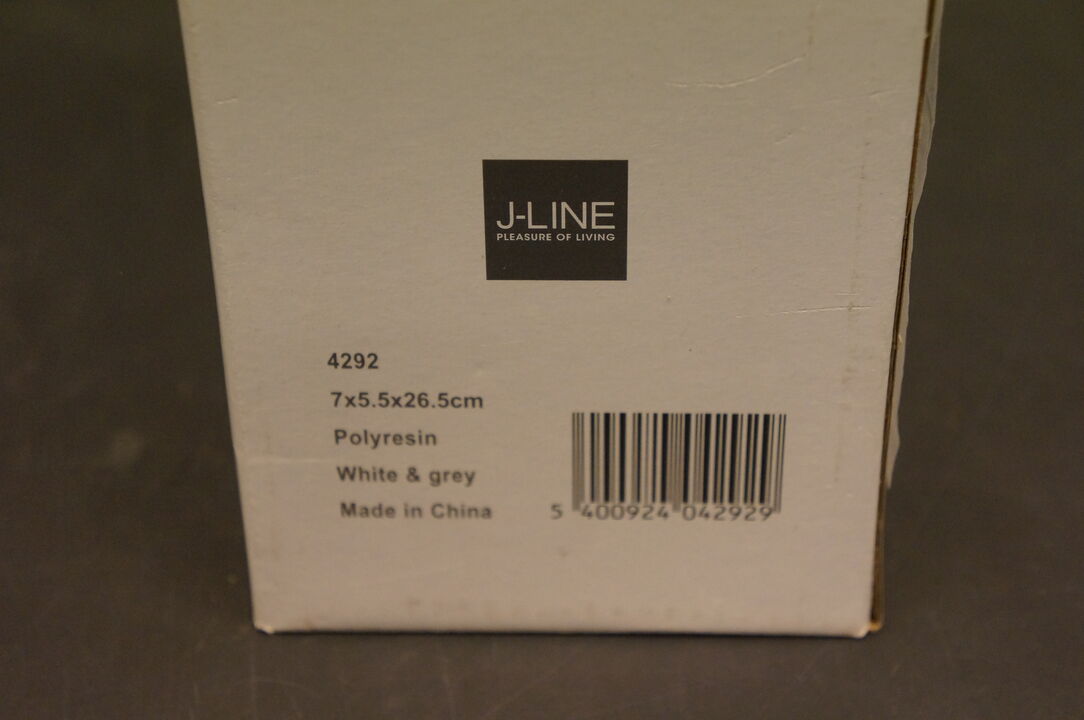 J-LINE
PLEASURE OF LIVING
4292
7x5.5x26.5cm
Polyresin
White & grey
Made in China
5 400924 042929